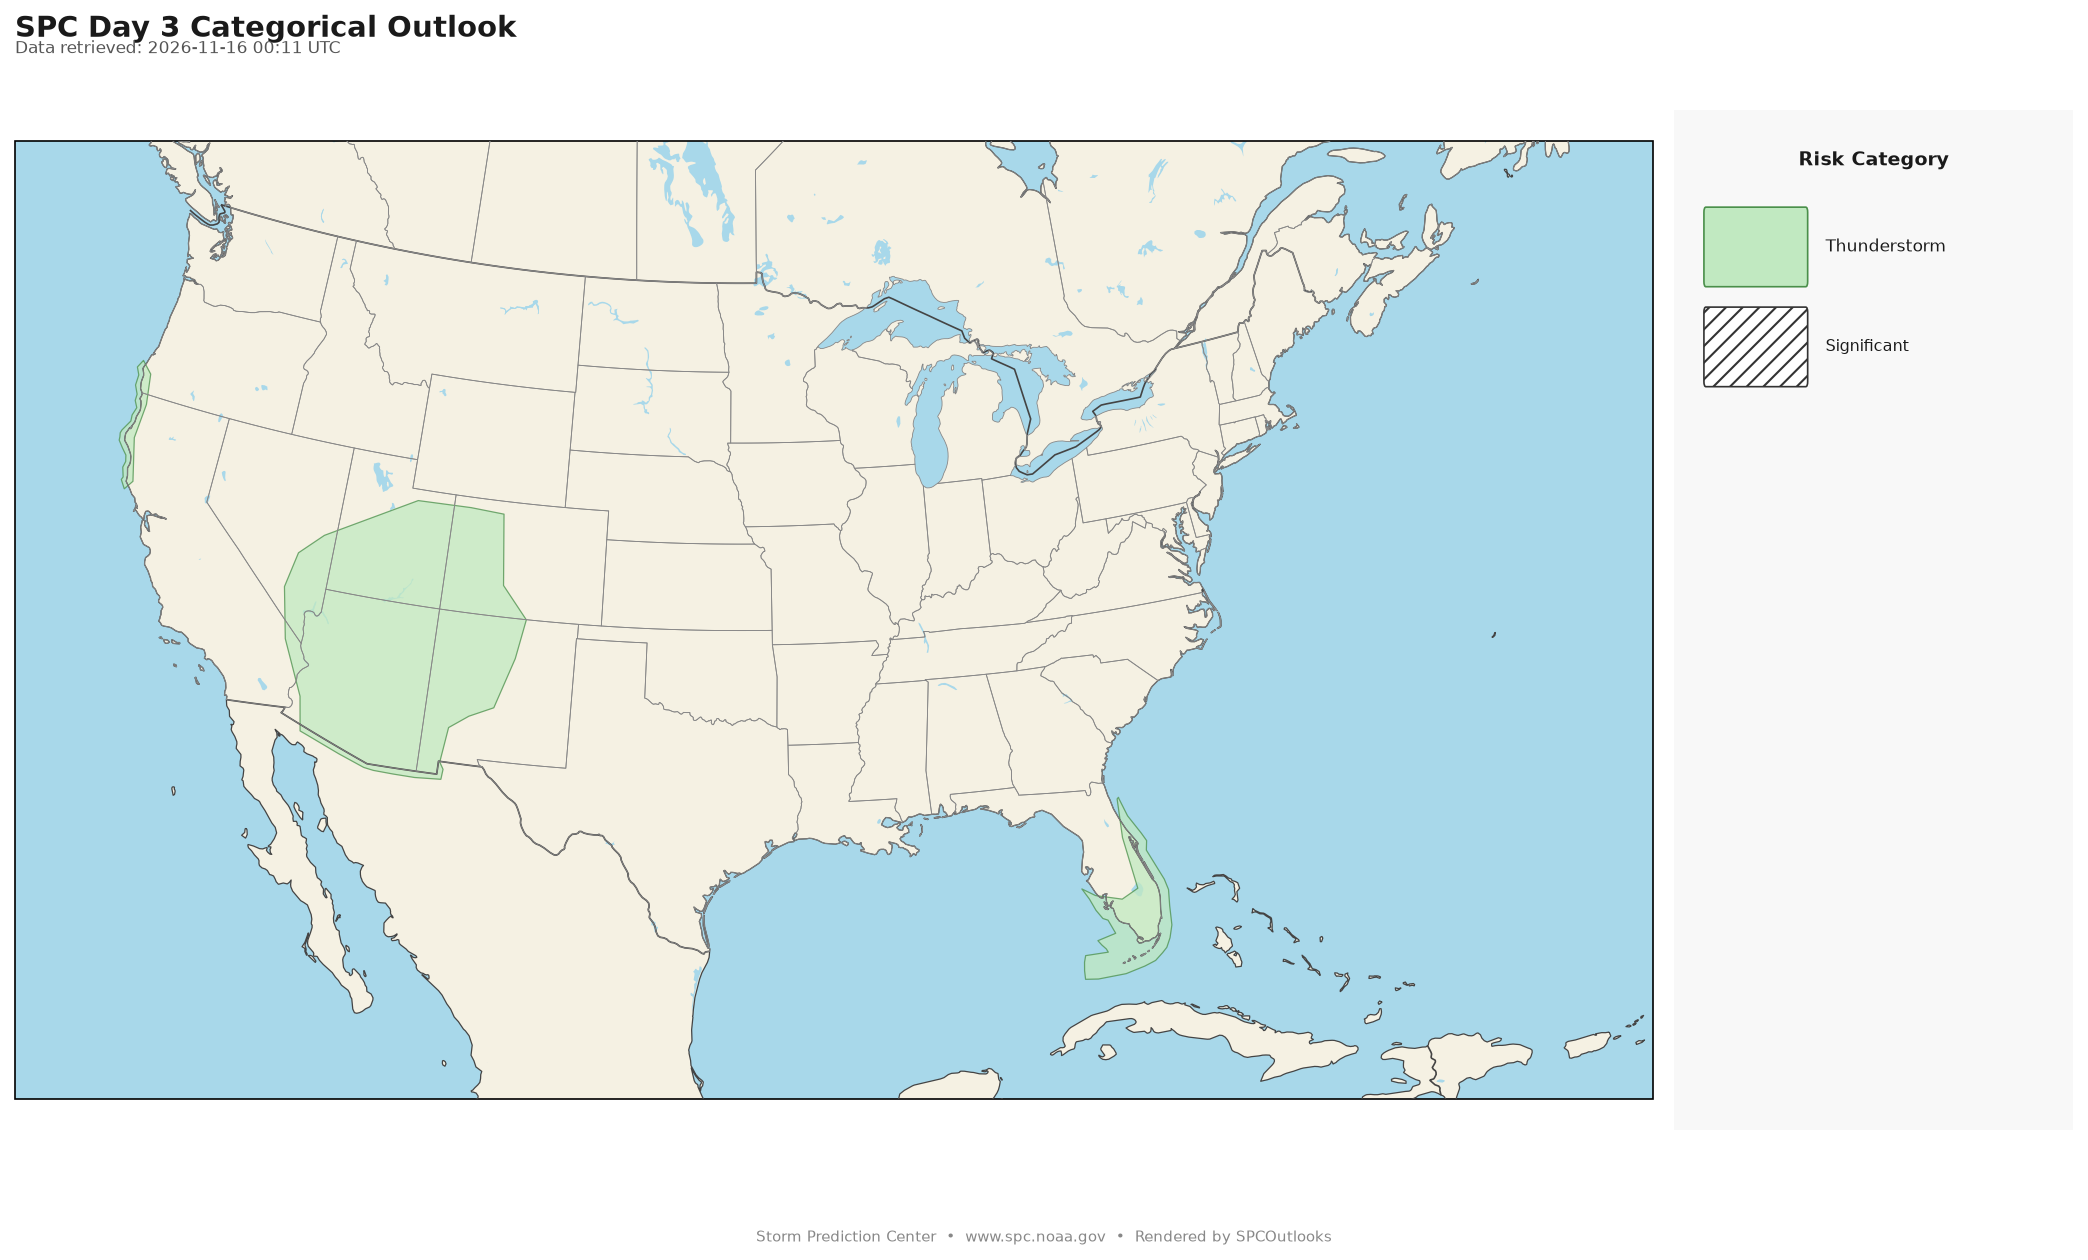 SPC Day 3 Categorical Outlook
Data retrieved: 2026-11-16 00:11 UTC
Risk Category
Thunderstorm
Significant
Storm Prediction Center • www.spc.noaa.gov • Rendered by SPCOutlooks